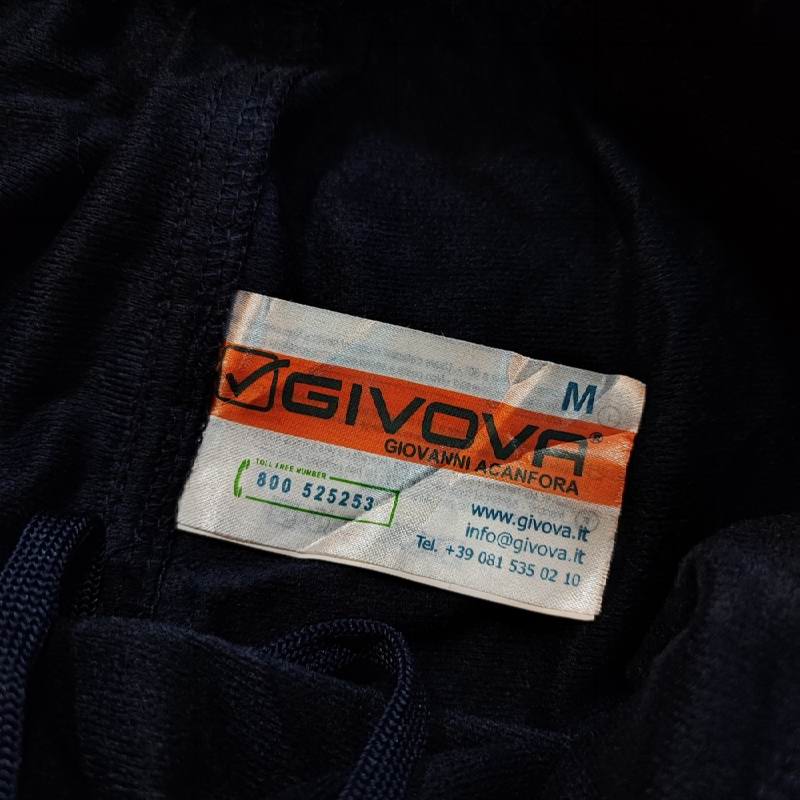 M
GIVOVA®
GIOVANNI ACANFORA
TOLL FREE NUMBER
800 525253
www.givova.it
info@givova.it
Tel. +39 081 535 02 10